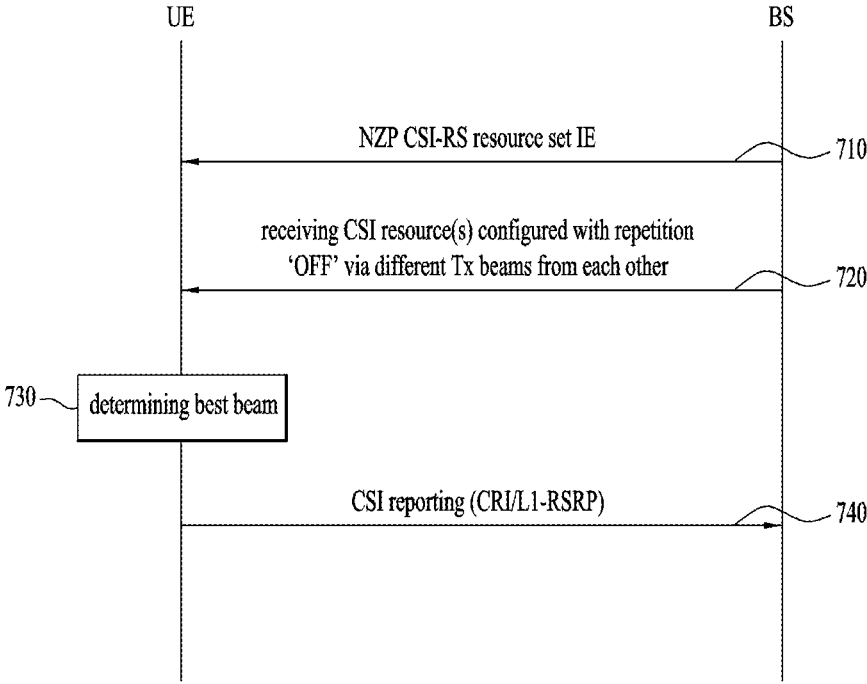 UE
BS
NZP CSI-RS resource set IE
710
receiving CSI resource(s) configured with repetition
‘OFF’ via different Tx beams from each other
720
730
determining best beam
CSI reporting (CRI/L1-RSRP)
740